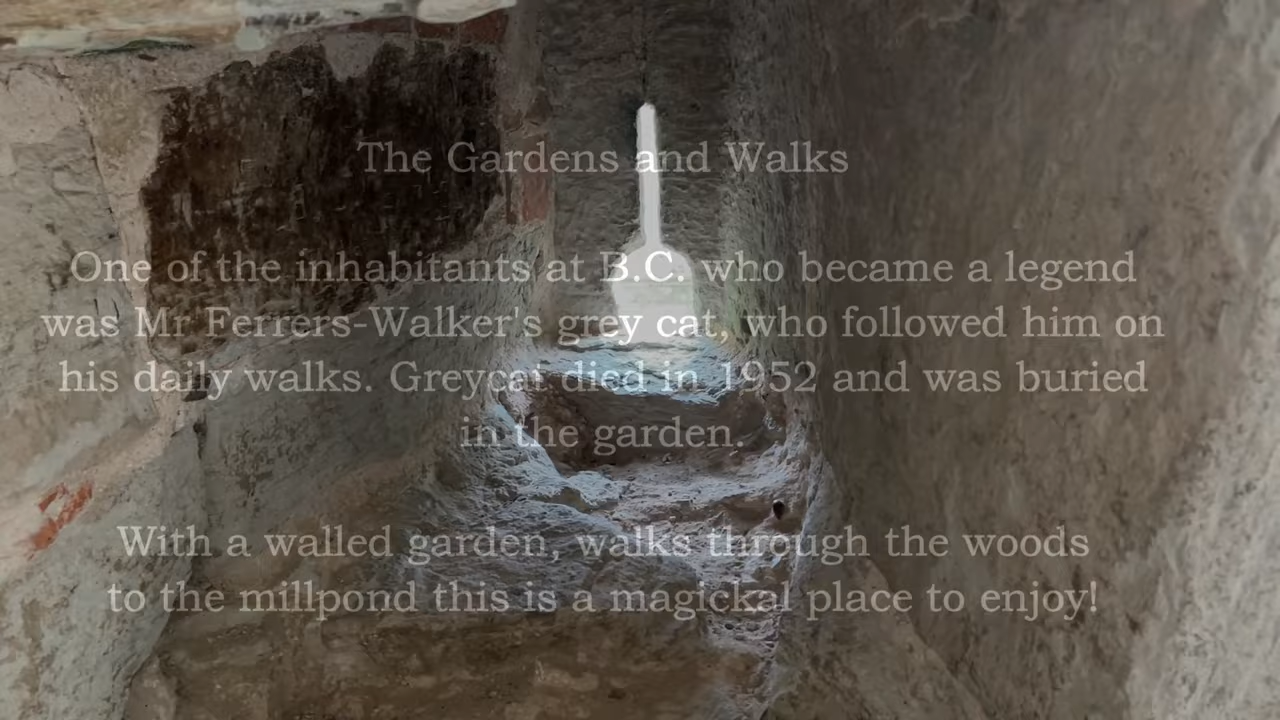 The Gardens and Walks
One of the inhabitants at B.C. who became a legend
was Mr Ferrers-Walker's grey cat, who followed him on
his daily walks. Greycat died in 1952 and was buried
in the garden.
With a walled garden, walks through the woods
to the millpond this is a magickal place to enjoy!